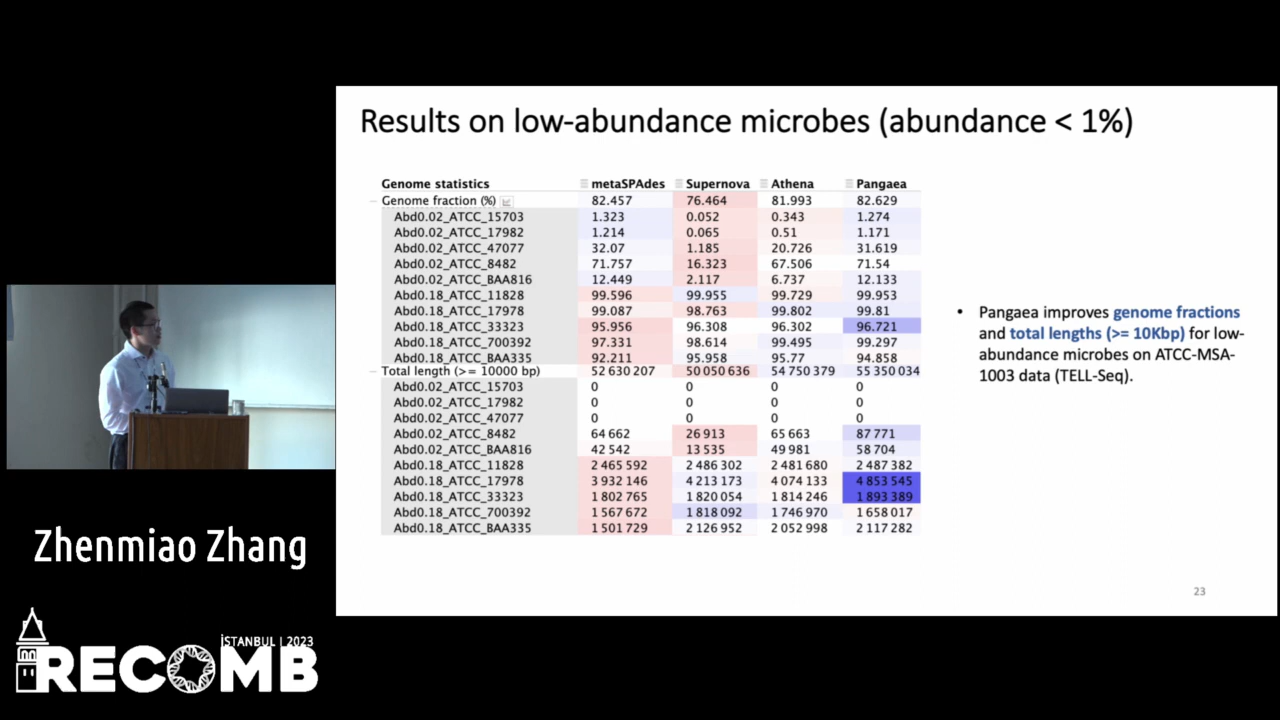 Results on low-abundance microbes (abundance < 1%)
Genome statistics metaSPAdes Supernova Athena Pangaea
Genome fraction (%) 82.457 76.464 81.993 82.629
Abd0.02_ATCC_15703 1.323 0.052 0.343 1.274
Abd0.02_ATCC_17982 1.214 0.065 0.51 1.171
Abd0.02_ATCC_47077 32.07 1.185 20.726 31.619
Abd0.02_ATCC_8482 71.757 16.323 67.506 71.54
Abd0.02_ATCC_BAA816 12.449 2.117 6.737 12.133
Abd0.18_ATCC_11828 99.596 99.955 99.729 99.953
Abd0.18_ATCC_17978 99.087 98.763 99.802 99.81
Abd0.18_ATCC_33323 95.956 96.308 96.302 96.721
Abd0.18_ATCC_700392 97.331 98.614 99.495 99.297
Abd0.18_ATCC_BAA335 92.211 95.958 95.77 94.858
Total length (>= 10000 bp) 52 630 207 50 050 636 54 750 379 55 350 034
Abd0.02_ATCC_15703 0 0 0 0
Abd0.02_ATCC_17982 0 0 0 0
Abd0.02_ATCC_47077 0 0 0 0
Abd0.02_ATCC_8482 64 662 26 913 65 663 87 771
Abd0.02_ATCC_BAA816 42 542 13 535 49 981 58 704
Abd0.18_ATCC_11828 2 465 592 2 486 302 2 481 680 2 487 382
Abd0.18_ATCC_17978 3 932 146 4 213 173 4 074 133 4 853 545
Abd0.18_ATCC_33323 1 802 765 1 820 054 1 814 246 1 893 389
Abd0.18_ATCC_700392 1 567 672 1 818 092 1 746 970 1 658 017
Abd0.18_ATCC_BAA335 1 501 729 2 126 952 2 052 998 2 117 282
• Pangaea improves genome fractions
and total lengths (>= 10Kbp) for low-
abundance microbes on ATCC-MSA-
1003 data (TELL-Seq).
23
Zhenmiao Zhang
İSTANBUL | 2023
RECOMB